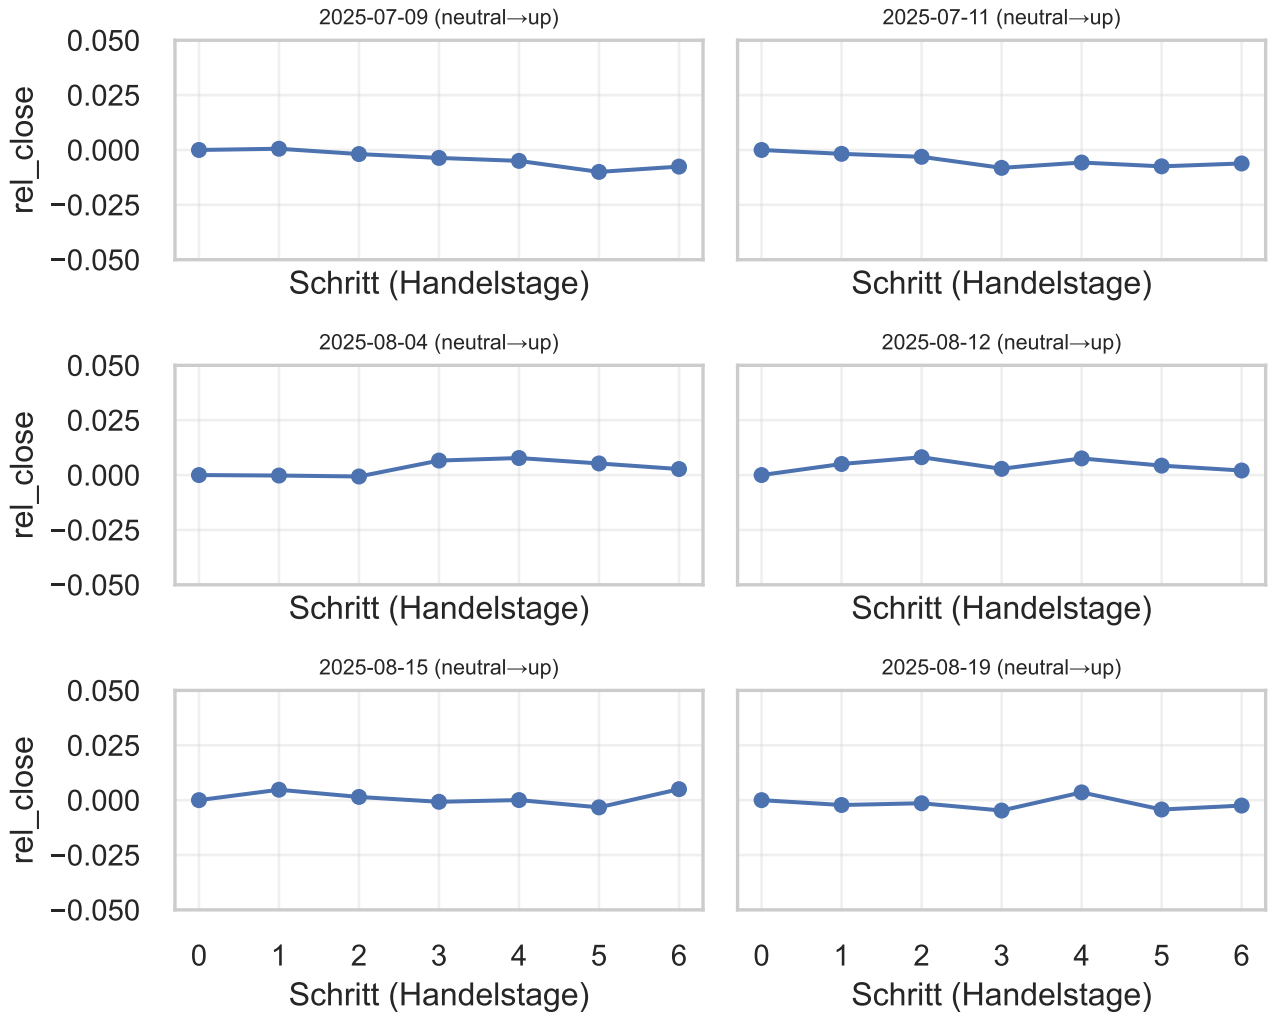 2025-07-09 (neutral→up)
2025-07-11 (neutral→up)
0.050
0.025
0.000
−0.025
−0.050
rel_close
Schritt (Handelstage)
Schritt (Handelstage)
2025-08-04 (neutral→up)
2025-08-12 (neutral→up)
0.050
0.025
0.000
−0.025
−0.050
rel_close
Schritt (Handelstage)
Schritt (Handelstage)
2025-08-15 (neutral→up)
2025-08-19 (neutral→up)
0.050
0.025
0.000
−0.025
−0.050
rel_close
0 1 2 3 4 5 6
0 1 2 3 4 5 6
Schritt (Handelstage)
Schritt (Handelstage)